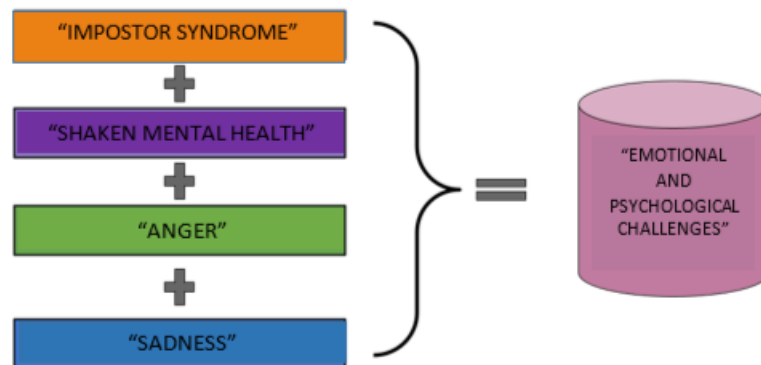 “IMPOSTOR SYNDROME”
“SHAKEN MENTAL HEALTH”
“ANGER”
“SADNESS”
“EMOTIONAL
AND
PSYCHOLOGICAL
CHALLENGES”